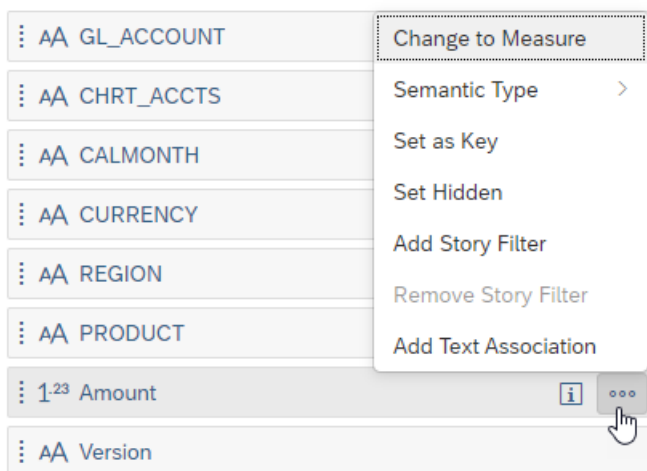 AA GL_ACCOUNT
AA CHRT_ACCTS
AA CALMONTH
AA CURRENCY
AA REGION
AA PRODUCT
1.23 Amount
i
AA Version
Change to Measure
Semantic Type
Set as Key
Set Hidden
Add Story Filter
Remove Story Filter
Add Text Association